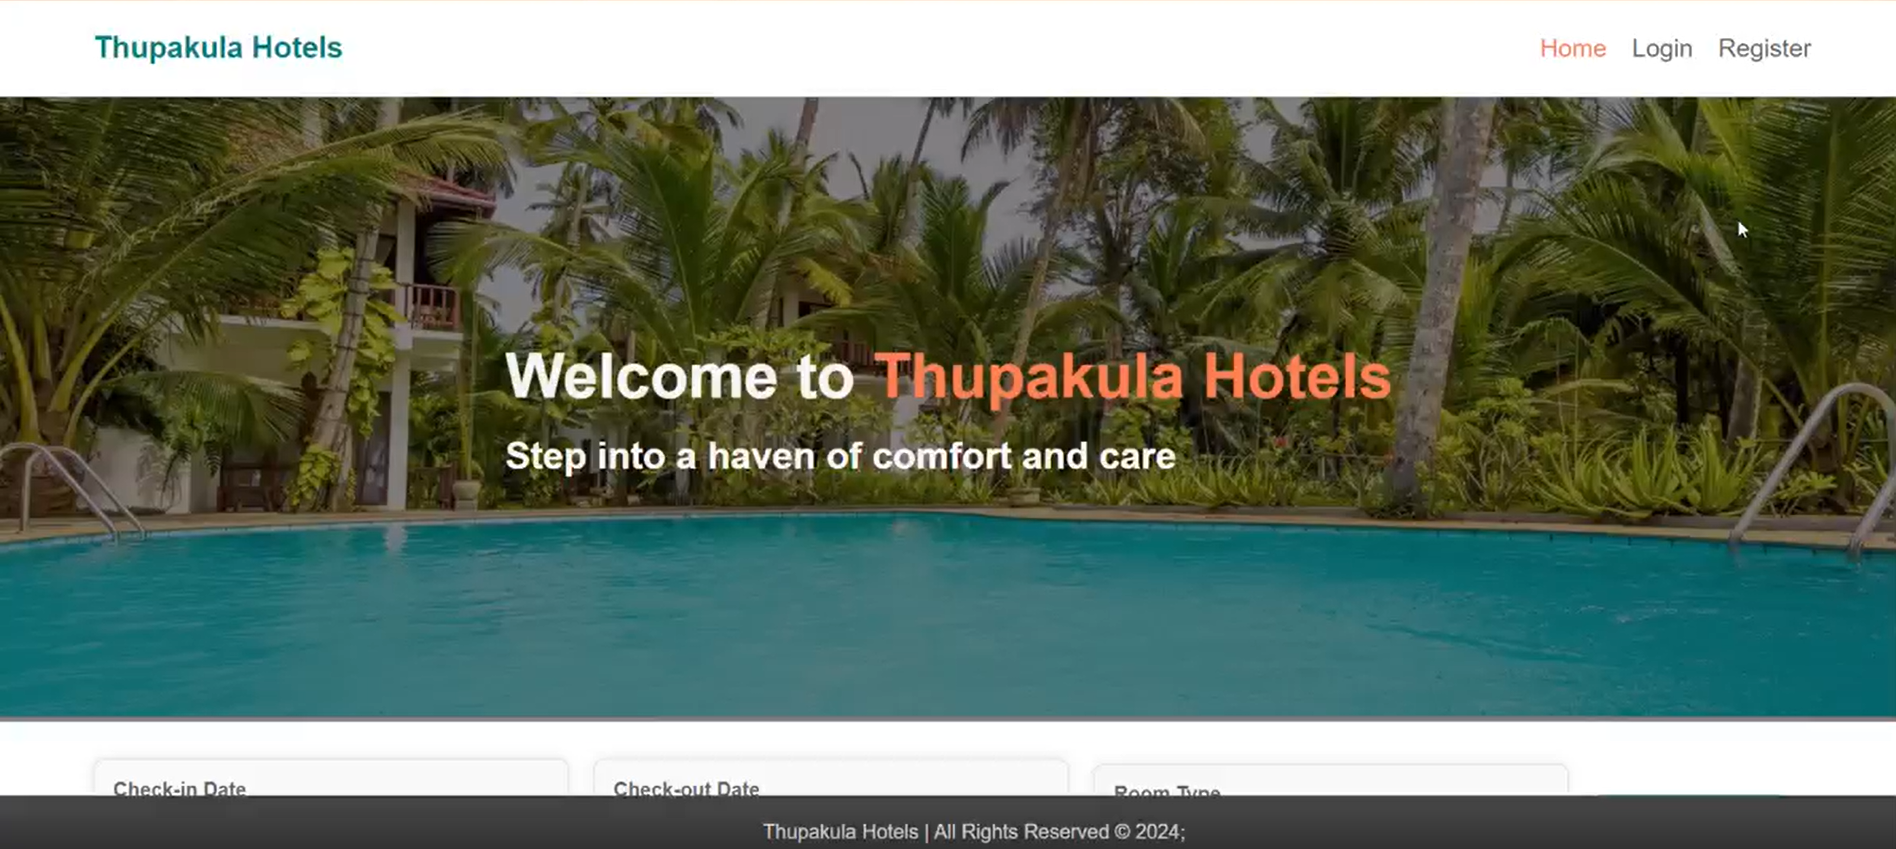 Thupakula Hotels
Home Login Register
Welcome to Thupakula Hotels
Step into a haven of comfort and care
Check-in Date
Check-out Date
Room Type
Thupakula Hotels | All Rights Reserved © 2024;